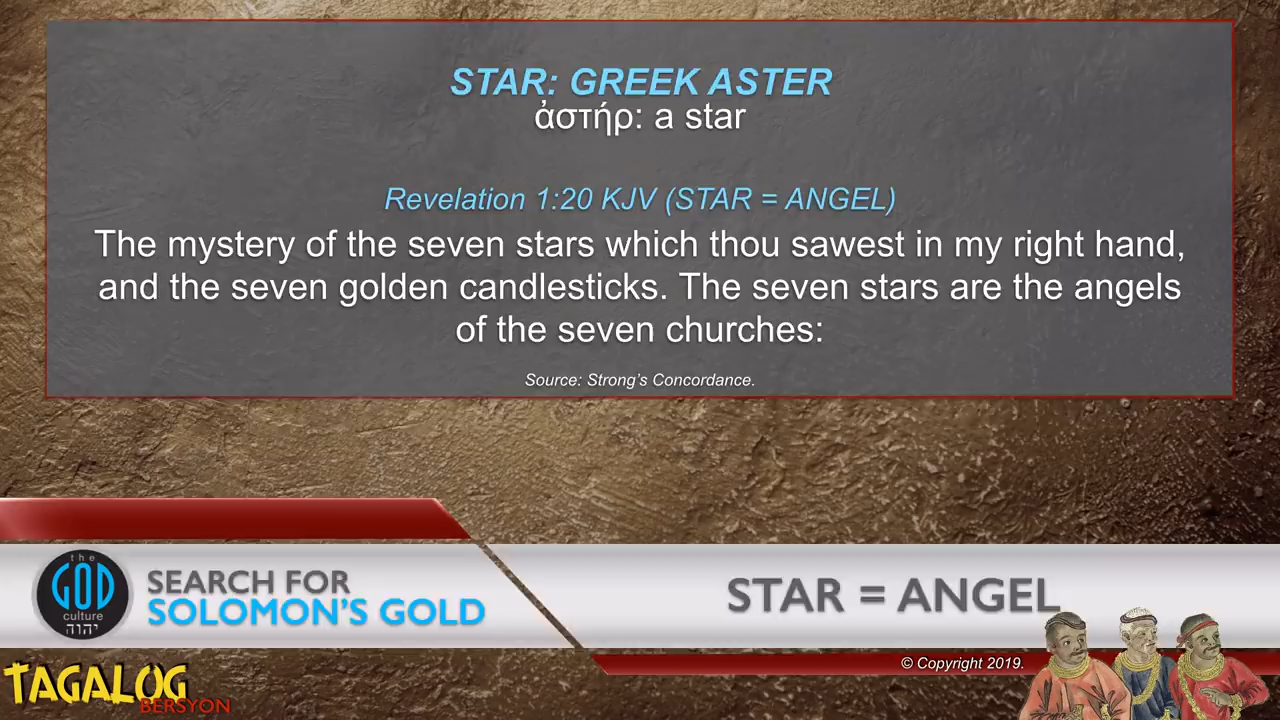 STAR: GREEK ASTER
ἀστήρ: a star
Revelation 1:20 KJV (STAR = ANGEL)
The mystery of the seven stars which thou sawest in my right hand,
and the seven golden candlesticks. The seven stars are the angels
of the seven churches:
Source: Strong's Concordance.
the
GOD
culture
יהוה
SEARCH FOR
SOLOMON'S GOLD
STAR = ANGEL
© Copyright 2019.
TAGALOG
BERSYON